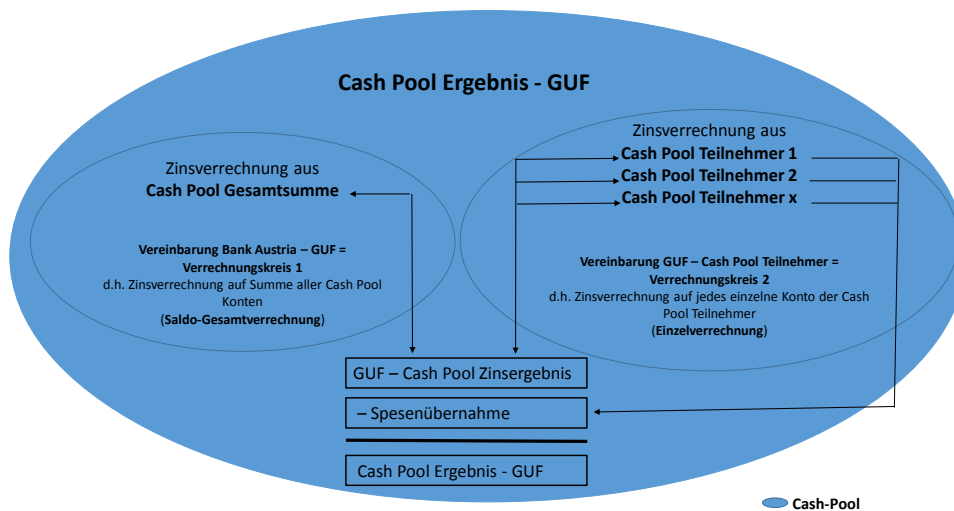 Cash Pool Ergebnis - GUF
Zinsverrechnung aus
Cash Pool Gesamtsumme
Vereinbarung Bank Austria – GUF =
Verrechnungskreis 1
d.h. Zinsverrechnung auf Summe aller Cash Pool
Konten
(Saldo-Gesamtverrechnung)
Zinsverrechnung aus
Cash Pool Teilnehmer 1
Cash Pool Teilnehmer 2
Cash Pool Teilnehmer x
Vereinbarung GUF – Cash Pool Teilnehmer =
Verrechnungskreis 2
d.h. Zinsverrechnung auf jedes einzelne Konto der Cash
Pool Teilnehmer
(Einzelverrechnung)
GUF – Cash Pool Zinsergebnis
– Spesenübernahme
Cash Pool Ergebnis - GUF
Cash-Pool